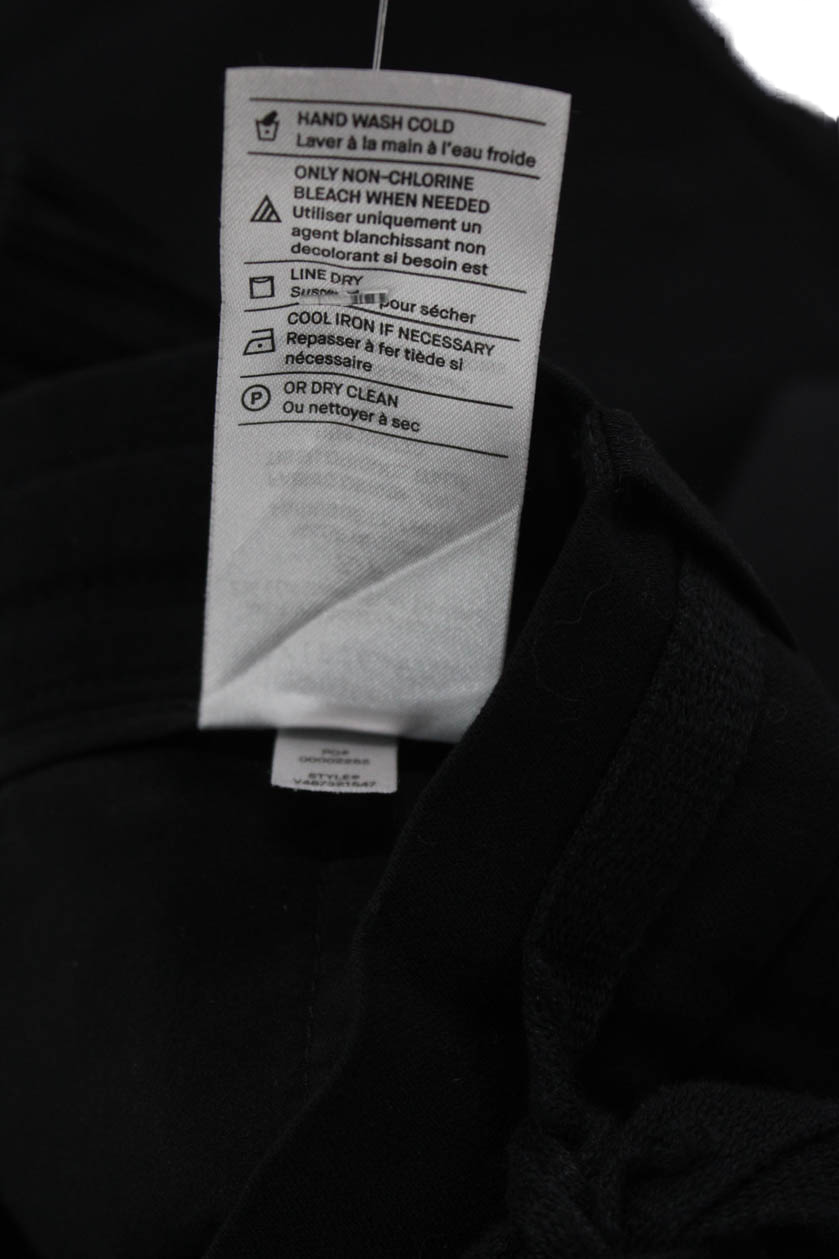 HAND WASH COLD
Laver à la main à l'eau froide
ONLY NON-CHLORINE
BLEACH WHEN NEEDED
Utiliser uniquement un
agent blanchissant non
decolorant si besoin est
LINE DRY
pour sécher
COOL IRON IF NECESSARY
Repasser à fer tiède si
nécessaire
P
OR DRY CLEAN
Ou nettoyer à sec
PO#
STYLE#